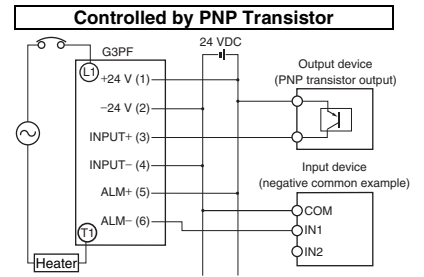 Controlled by PNP Transistor
24 VDC
G3PF
L1
+24 V (1)
−24 V (2)
INPUT+ (3)
INPUT− (4)
ALM+ (5)
ALM− (6)
T1
Heater
Output device
(PNP transistor output)
Input device
(negative common example)
COM
IN1
IN2